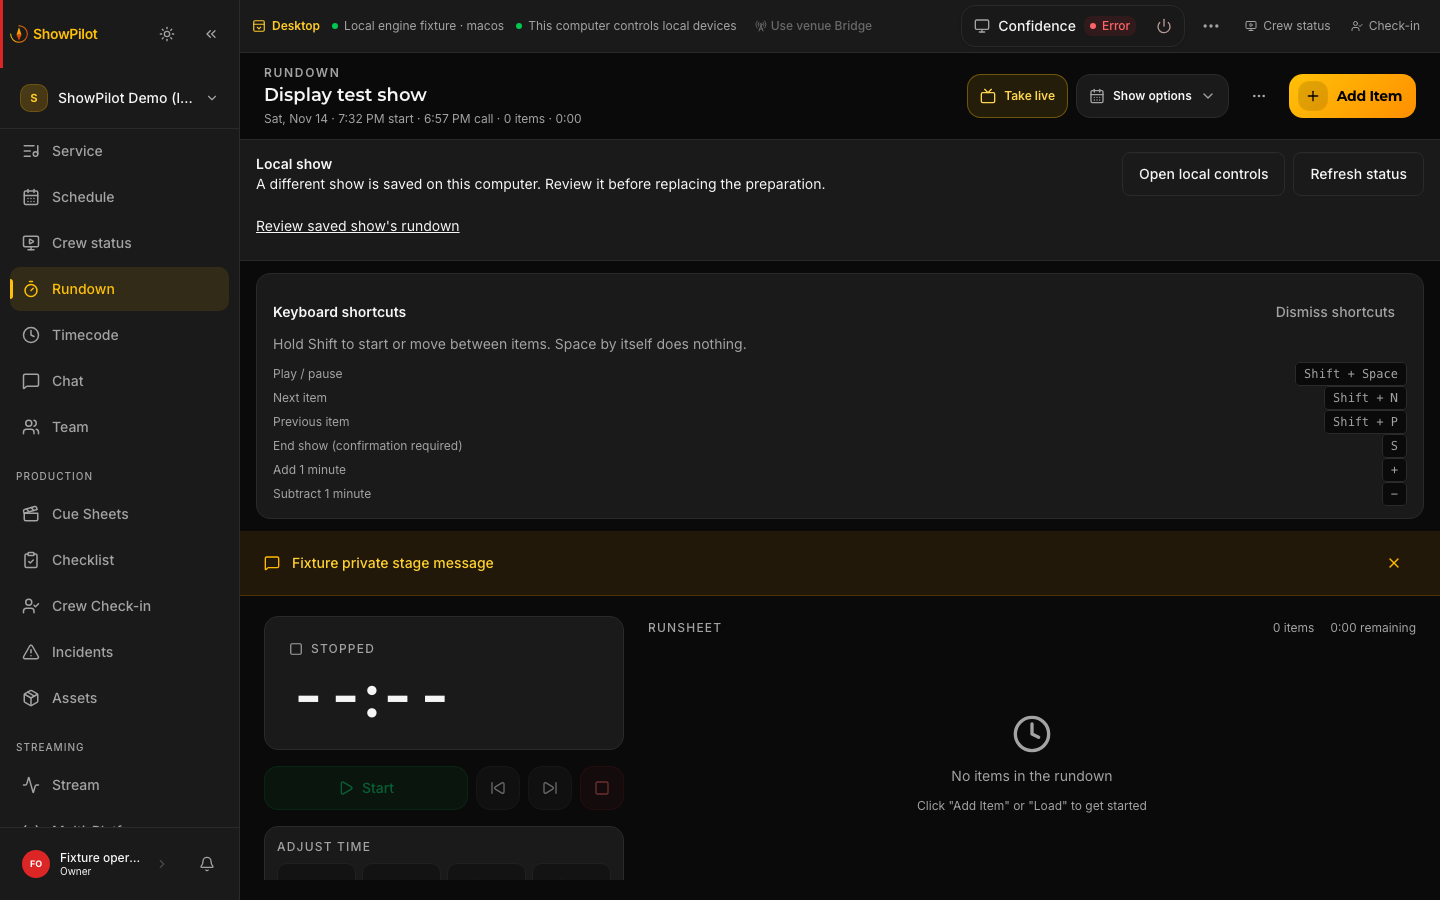 ShowPilot
S
ShowPilot Demo (l...
Service
Schedule
Crew status
Rundown
Timecode
Chat
Team
PRODUCTION
Cue Sheets
Checklist
Crew Check-in
Incidents
Assets
STREAMING
Stream
FO
Fixture oper...
Owner
Desktop
Local engine fixture · macos
This computer controls local devices
Use venue Bridge
Confidence
Error
Crew status
Check-in
RUNDOWN
Display test show
Sat, Nov 14 · 7:32 PM start · 6:57 PM call · 0 items · 0:00
Take live
Show options
Add Item
Local show
A different show is saved on this computer. Review it before replacing the preparation.
Review saved show's rundown
Open local controls
Refresh status
Keyboard shortcuts
Dismiss shortcuts
Hold Shift to start or move between items. Space by itself does nothing.
Play / pause
Shift + Space
Next item
Shift + N
Previous item
Shift + P
End show (confirmation required)
S
Add 1 minute
+
Subtract 1 minute
−
Fixture private stage message
STOPPED
--:--
Start
ADJUST TIME
RUNSHEET
0 items
0:00 remaining
No items in the rundown
Click "Add Item" or "Load" to get started